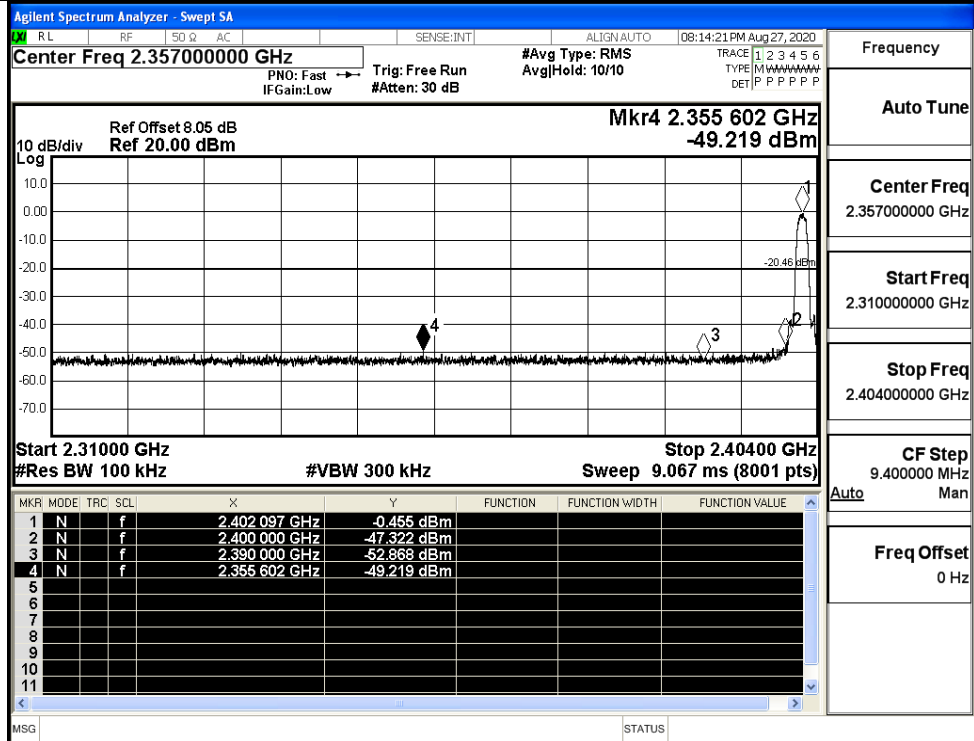 Agilent Spectrum Analyzer - Swept SA
LXI RL RF 50 Ω AC SENSE:INT ALIGN AUTO 08:14:21 PM Aug 27, 2020
Center Freq 2.357000000 GHz
PNO: Fast
IFGain:Low
Trig: Free Run
#Atten: 30 dB
#Avg Type: RMS
Avg|Hold: 10/10
TRACE 1 2 3 4 5 6
TYPE M W W W W W
DET P P P P P P
Mkr4 2.355 602 GHz
-49.219 dBm
Ref Offset 8.05 dB
10 dB/div Ref 20.00 dBm
Log
10.0
0.00
-10.0
-20.0
-30.0
-40.0
-50.0
-60.0
-70.0
1
-20.46 dBm
2
3
4
Start 2.31000 GHz Stop 2.40400 GHz
#Res BW 100 kHz #VBW 300 kHz Sweep 9.067 ms (8001 pts)
MKR MODE TRC SCL X Y FUNCTION FUNCTION WIDTH FUNCTION VALUE
1 N f 2.402 097 GHz -0.455 dBm
2 N f 2.400 000 GHz -47.322 dBm
3 N f 2.390 000 GHz -52.868 dBm
4 N f 2.355 602 GHz -49.219 dBm
5
6
7
8
9
10
11
MSG STATUS
Frequency
Auto Tune
Center Freq
2.357000000 GHz
Start Freq
2.310000000 GHz
Stop Freq
2.404000000 GHz
CF Step
9.400000 MHz
Auto Man
Freq Offset
0 Hz